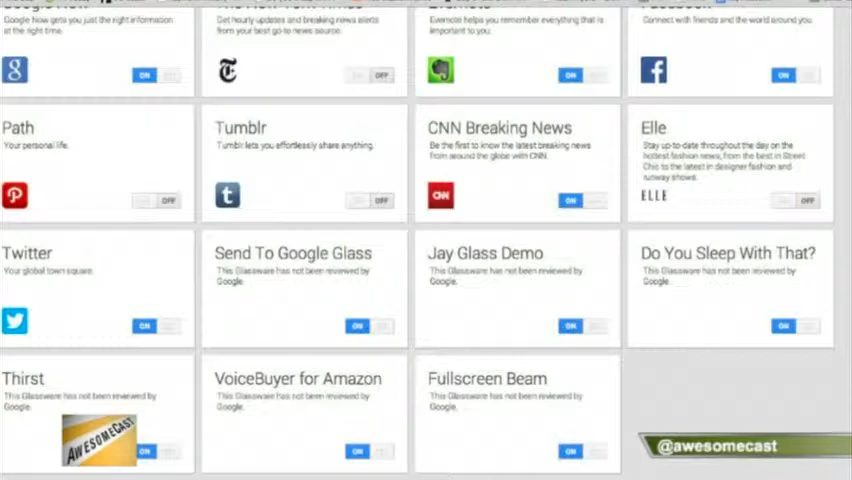 Google Now
The New York Times
Evernote
Facebook
Google Now gets you just the right information
at the right time.
Get hourly updates and breaking news alerts
from your best go-to news source.
Evernote helps you remember everything that is
important to you.
Connect with friends and the world around you.
g
ON
T
OFF
ON
f
ON
Path
Your personal life.
Tumblr
Tumblr lets you effortlessly share anything.
CNN Breaking News
Be the first to know the latest breaking news
from around the globe with CNN.
Elle
Stay up-to-date throughout the day on the
hottest fashion news, from the best in Street
Chic to the latest in designer fashion and
runway shows.
OFF
t
OFF
CNN
ON
ELLE
OFF
Twitter
Your global town square.
Send To Google Glass
This Glassware has not been reviewed by
Google.
Jay Glass Demo
This Glassware has not been reviewed by
Google.
Do You Sleep With That?
This Glassware has not been reviewed by
Google.
ON
ON
ON
ON
Thirst
This Glassware has not been reviewed by
Google.
VoiceBuyer for Amazon
This Glassware has not been reviewed by
Google.
Fullscreen Beam
This Glassware has not been reviewed by
Google.
AWESOMECAST
ON
ON
ON
@awesomecast